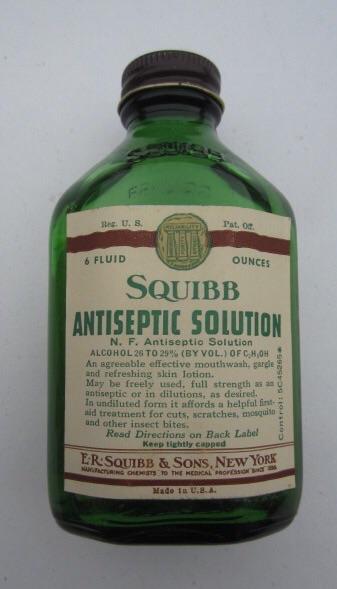 SQUIBB
Reg. U. S. Pat. Off.
RELIABILITY
6 FLUID OUNCES
SQUIBB
ANTISEPTIC SOLUTION
N. F. Antiseptic Solution
ALCOHOL 26 TO 29% (BY VOL.) OF C₂H₅OH
An agreeable effective mouthwash, gargle
and refreshing skin lotion.
May be freely used, full strength as an
antiseptic or in dilutions, as desired.
In undiluted form it affords a helpful first-
aid treatment for cuts, scratches, mosquito
and other insect bites.
Read Directions on Back Label
Keep tightly capped
Control: 5C45265*
E·R·SQUIBB & SONS, NEW YORK
MANUFACTURING CHEMISTS TO THE MEDICAL PROFESSION SINCE 1858
Made in U.S.A.